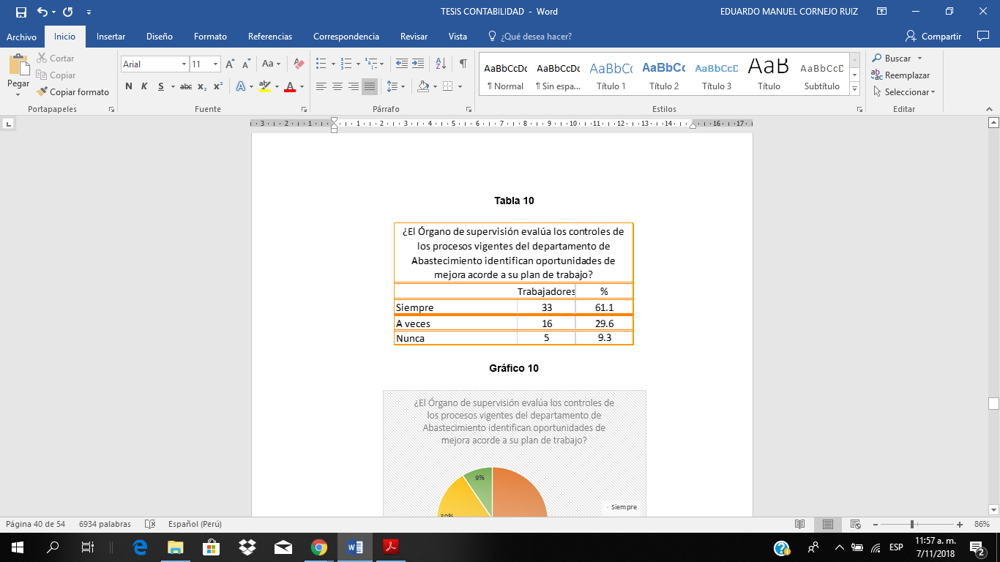 TESIS CONTABILIDAD - Word
EDUARDO MANUEL CORNEJO RUIZ
Archivo Inicio Insertar Diseño Formato Referencias Correspondencia Revisar Vista ¿Qué desea hacer? Compartir
Pegar
Cortar
Copiar
Copiar formato
Portapapeles
Arial 11 Aa
N K S abc x₂ x² A ab A
Fuente
Párrafo
AaBbCcDc AaBbCcDc AaBbCc AaBbCc AaBbCcD AaB AaBbCcD
¶ Normal ¶ Sin espa... Título 1 Título 2 Título 3 Título Subtítulo
Estilos
Buscar
Reemplazar
Seleccionar
Editar
3 2 1 1 2 3 4 5 6 7 8 9 10 11 12 13 14 16 17
Tabla 10
¿El Órgano de supervisión evalúa los controles de
los procesos vigentes del departamento de
Abastecimiento identifican oportunidades de
mejora acorde a su plan de trabajo?
Trabajadores %
Siempre 33 61.1
A veces 16 29.6
Nunca 5 9.3
Gráfico 10
¿El Órgano de supervisión evalúa los controles de
los procesos vigentes del departamento de
Abastecimiento identifican oportunidades de
mejora acorde a su plan de trabajo?
9%
30%
Siempre
Página 40 de 54 6934 palabras Español (Perú) 86%
ESP
11:57 a. m.
7/11/2018
2